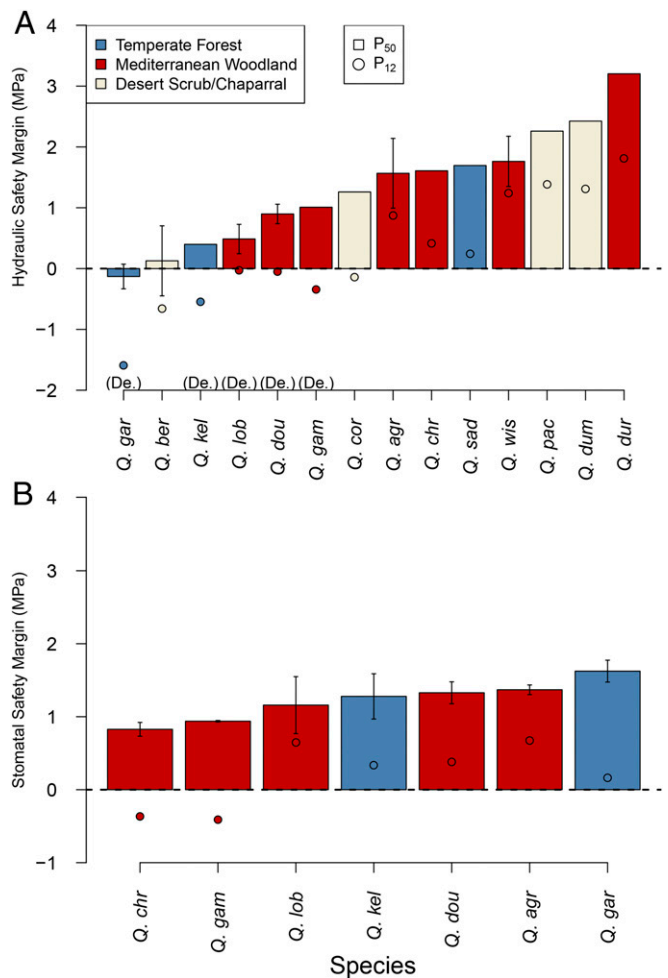 A
Temperate Forest
Mediterranean Woodland
Desert Scrub/Chaparral
P50
P12
Hydraulic Safety Margin (MPa)
4
3
2
1
0
−1
−2
(De.) (De.) (De.) (De.) (De.)
Q. gar Q. ber Q. kel Q. lob Q. dou Q. gam Q. cor Q. agr Q. chr Q. sad Q. wis Q. pac Q. dum Q. dur
B
Stomatal Safety Margin (MPa)
4
3
2
1
0
−1
Q. chr Q. gam Q. lob Q. kel Q. dou Q. agr Q. gar
Species